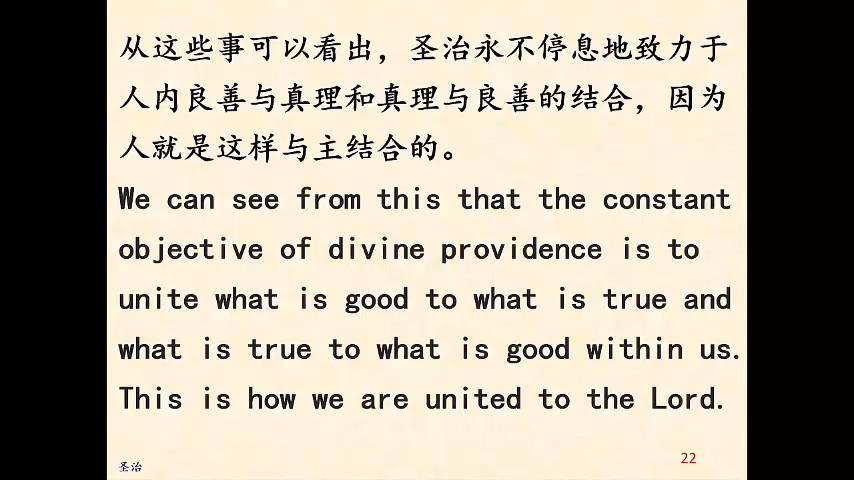 从这些事可以看出，圣治永不停息地致力于
人内良善与真理和真理与良善的结合，因为
人就是这样与主结合的。
We can see from this that the constant
objective of divine providence is to
unite what is good to what is true and
what is true to what is good within us.
This is how we are united to the Lord.
圣治
22